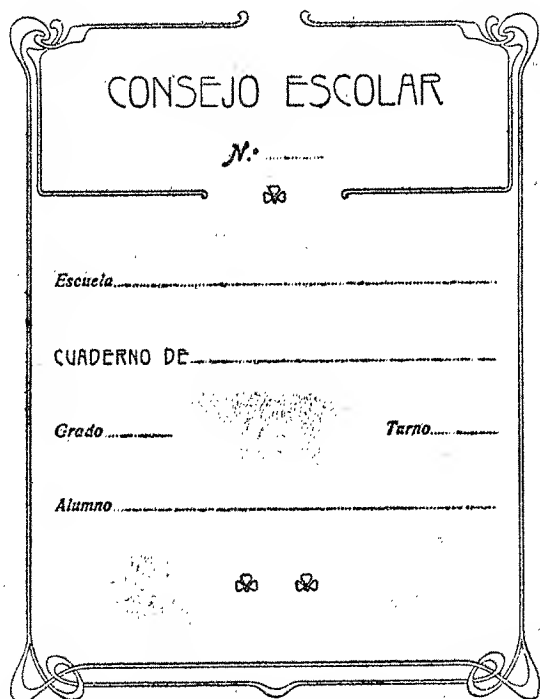 CONSEJO ESCOLAR
N.º
Escuela
CUADERNO DE
Grado Turno
Alumno